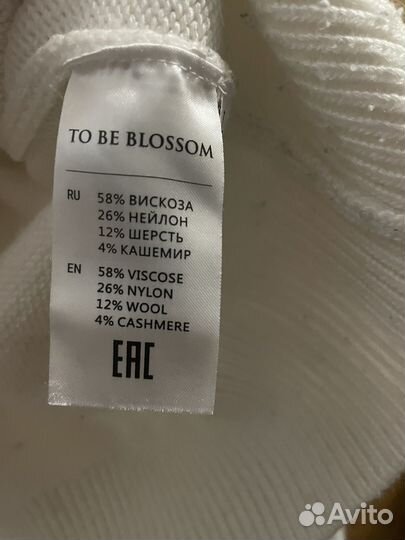 TO BE BLOSSOM
RU 58% ВИСКОЗА
26% НЕЙЛОН
12% ШЕРСТЬ
4% КАШЕМИР
EN 58% VISCOSE
26% NYLON
12% WOOL
4% CASHMERE
EAC
Avito